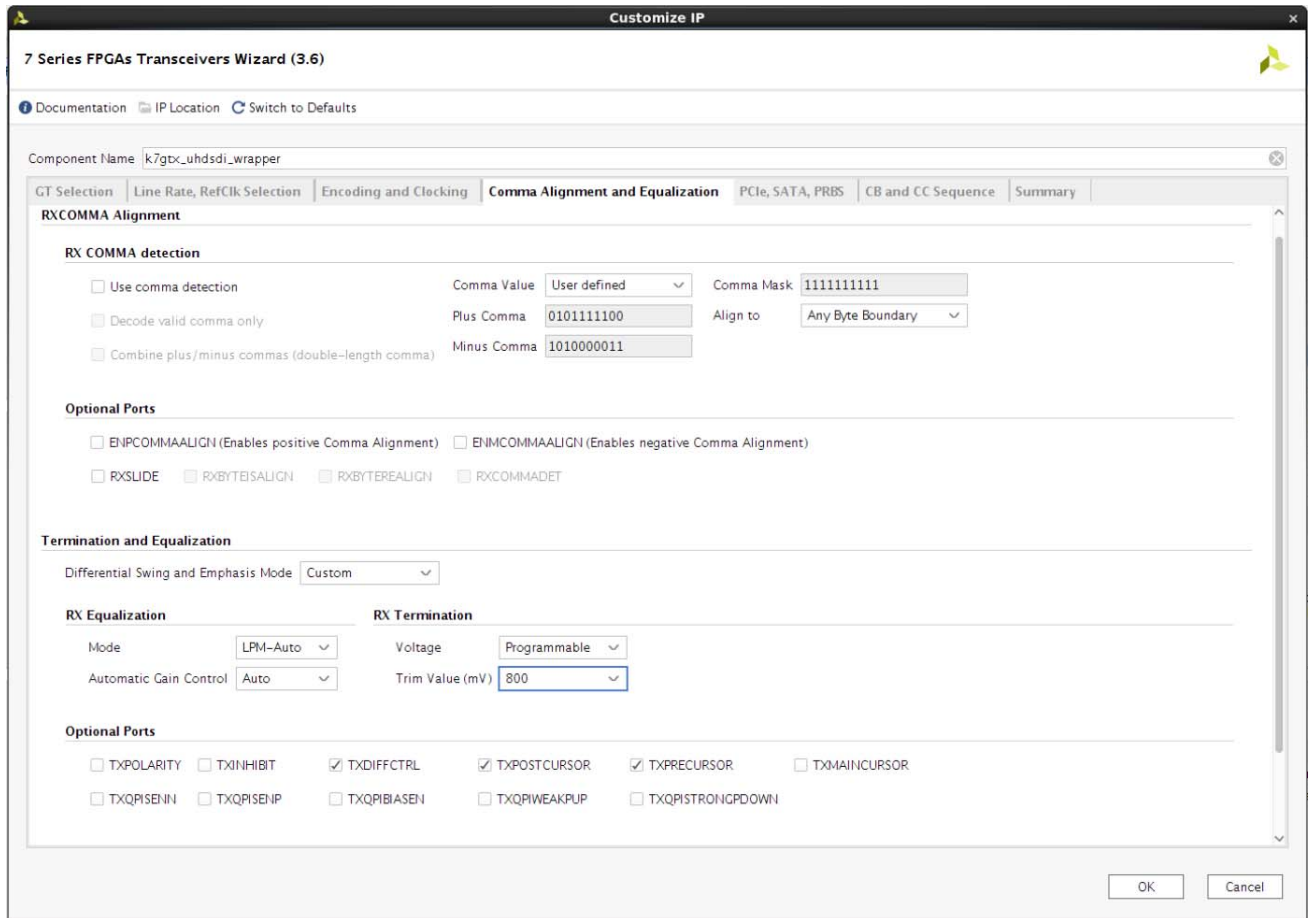 Customize IP
7 Series FPGAs Transceivers Wizard (3.6)
Documentation IP Location Switch to Defaults
Component Name k7gtx_uhdsdi_wrapper
GT Selection Line Rate, RefClk Selection Encoding and Clocking Comma Alignment and Equalization PCIe, SATA, PRBS CB and CC Sequence Summary
RXCOMMA Alignment
RX COMMA detection
Use comma detection Comma Value User defined Comma Mask 1111111111
Decode valid comma only Plus Comma 0101111100 Align to Any Byte Boundary
Combine plus/minus commas (double-length comma) Minus Comma 1010000011
Optional Ports
ENPCOMMAALIGN (Enables positive Comma Alignment) ENMCOMMAALIGN (Enables negative Comma Alignment)
RXSLIDE RXBYTEISALIGN RXBYTEREALIGN RXCOMMADET
Termination and Equalization
Differential Swing and Emphasis Mode Custom
RX Equalization RX Termination
Mode LPM-Auto Voltage Programmable
Automatic Gain Control Auto Trim Value (mV) 800
Optional Ports
TXPOLARITY TXINHIBIT TXDIFFCTRL TXPOSTCURSOR TXPRECURSOR TXMAINCURSOR
TXQPISENN TXQPISENP TXQPIBIASEN TXQPIWEAKPUP TXQPISTRONGPDOWN
OK Cancel